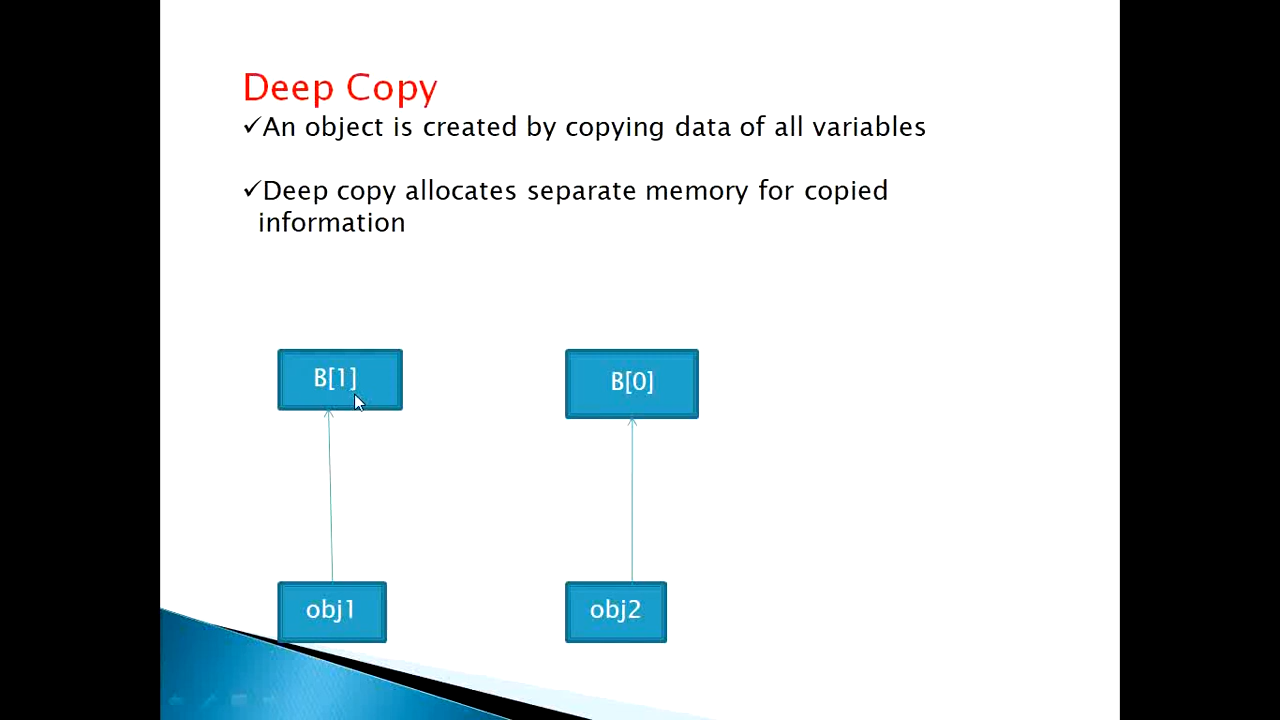 Deep Copy
✓An object is created by copying data of all variables
✓Deep copy allocates separate memory for copied
information
B[1]
B[0]
obj1
obj2